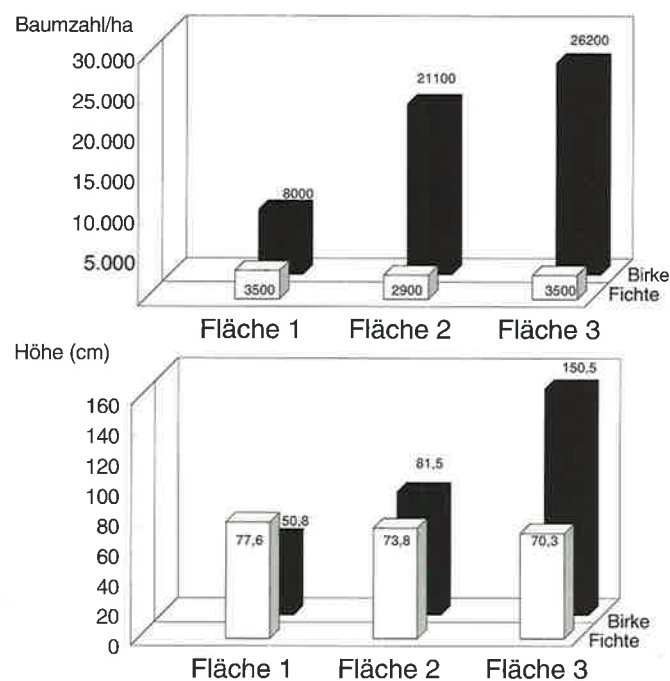 Baumzahl/ha
26200
30.000
21100
25.000
20.000
15.000
8000
10.000
5.000
Birke
3500
2900
3500
Fichte
Fläche 1
Fläche 2
Fläche 3
Höhe (cm)
150,5
160
140
81,5
120
100
50,8
80
77,6
73,8
70,3
60
40
20
Birke
0
Fichte
Fläche 1
Fläche 2
Fläche 3